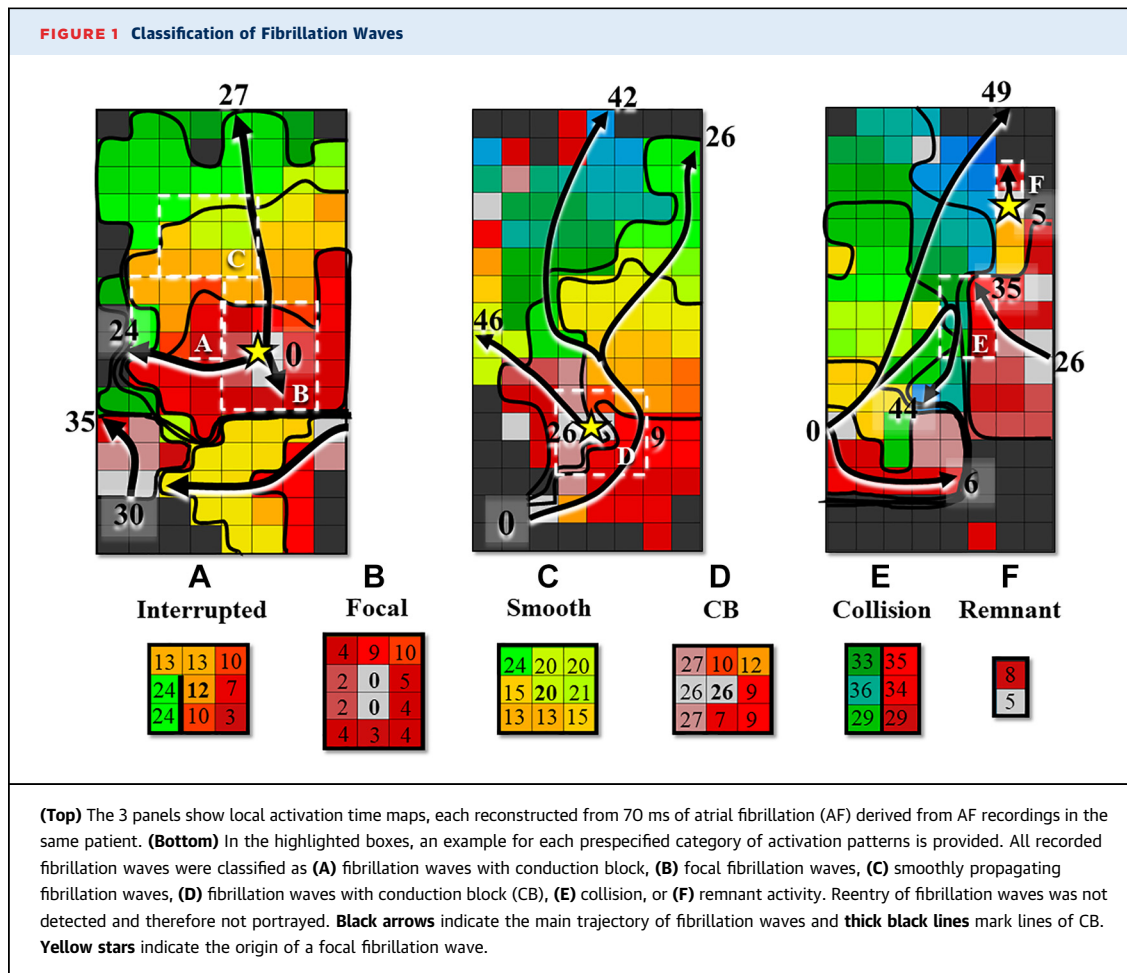 FIGURE 1 Classification of Fibrillation Waves
27 42 49
26
F
5
C
46 35
24 A 0 E
26
B 44
35 26 9 0
D
6
30 0
A B C D E F
Interrupted Focal Smooth CB Collision Remnant
13 13 10
24 12 7
24 10 3
4 9 10
2 0 5
2 0 4
4 3 4
24 20 20
15 20 21
13 13 15
27 10 12
26 26 9
27 7 9
33 35
36 34
29 29
8
5
(Top) The 3 panels show local activation time maps, each reconstructed from 70 ms of atrial fibrillation (AF) derived from AF recordings in the
same patient. (Bottom) In the highlighted boxes, an example for each prespecified category of activation patterns is provided. All recorded
fibrillation waves were classified as (A) fibrillation waves with conduction block, (B) focal fibrillation waves, (C) smoothly propagating
fibrillation waves, (D) fibrillation waves with conduction block (CB), (E) collision, or (F) remnant activity. Reentry of fibrillation waves was not
detected and therefore not portrayed. Black arrows indicate the main trajectory of fibrillation waves and thick black lines mark lines of CB.
Yellow stars indicate the origin of a focal fibrillation wave.